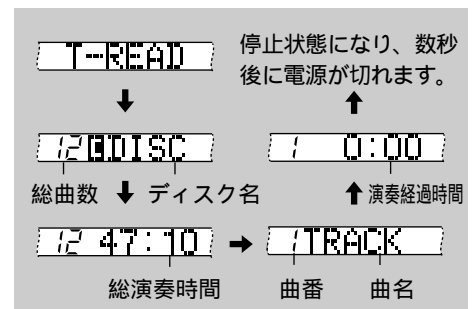 T-READ
停止状態になり、数秒
後に電源が切れます。
12 DISC
1 0:00
総曲数
ディスク名
演奏経過時間
12 47:10
1 TRACK
総演奏時間
曲番
曲名